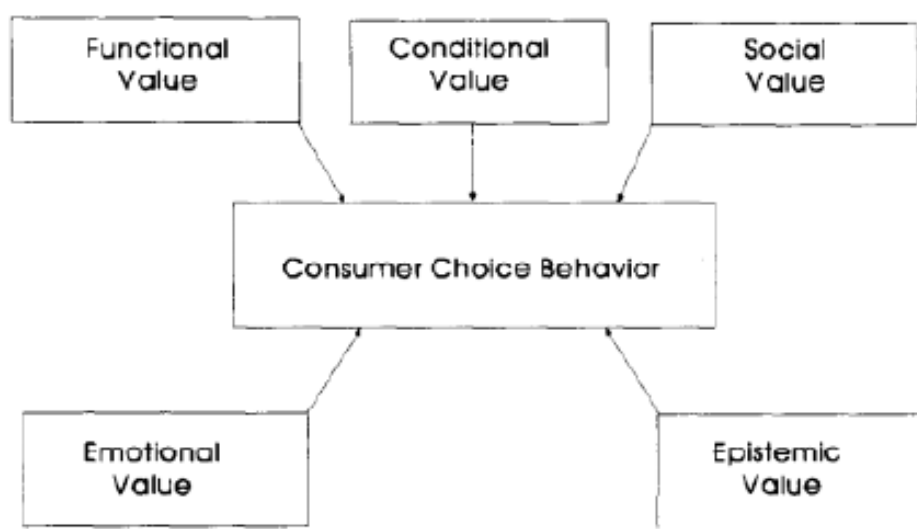 Functional
Value
Conditional
Value
Social
Value
Consumer Choice Behavior
Emotional
Value
Epistemic
Value